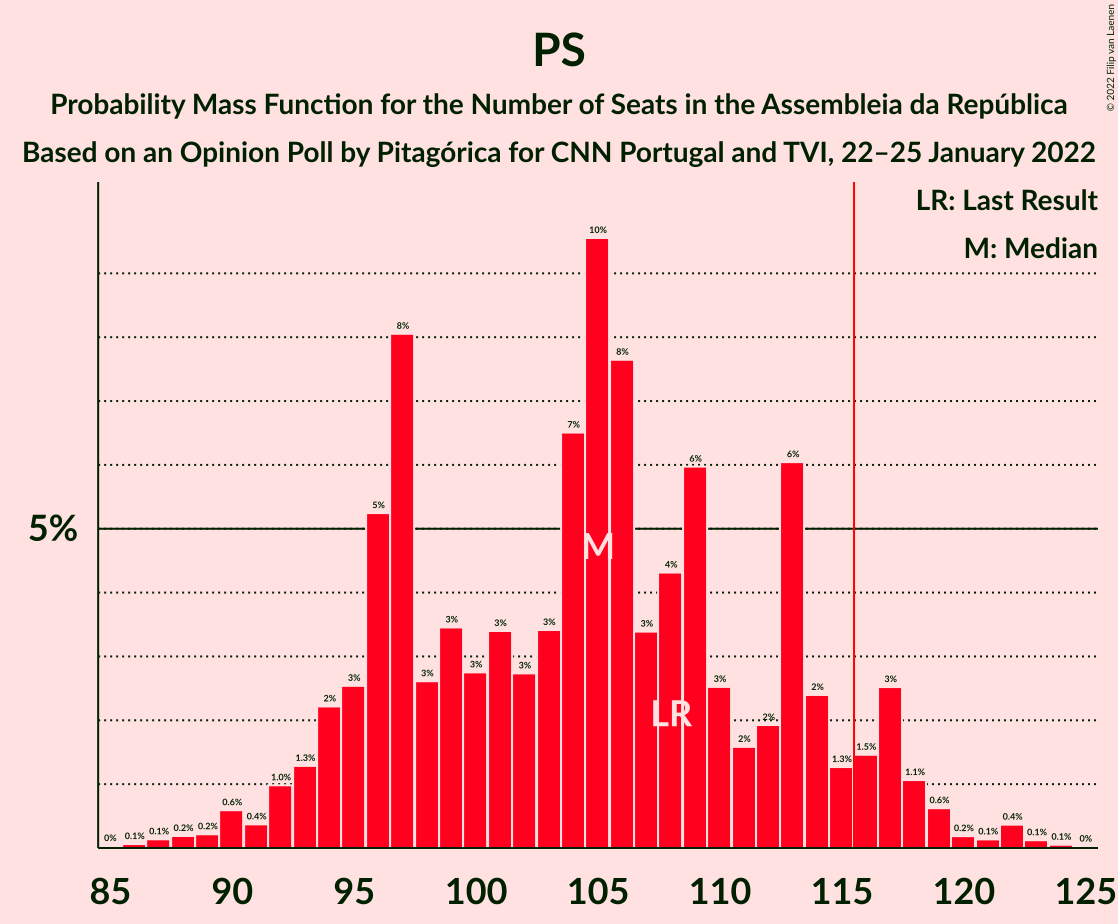 © 2022 Filip van Laenen
PS
Probability Mass Function for the Number of Seats in the Assembleia da República
Based on an Opinion Poll by Pitagórica for CNN Portugal and TVI, 22–25 January 2022
LR: Last Result
M: Median
5%
0% 0.1% 0.1% 0.2% 0.2% 0.6% 0.4% 1.0% 1.3% 2% 3% 5% 8% 3% 3% 3% 3% 3% 3% 7% 10% 8% 3% 4% 6% 3% 2% 2% 6% 2% 1.3% 1.5% 3% 1.1% 0.6% 0.2% 0.1% 0.4% 0.1% 0.1% 0%
M
LR
85 90 95 100 105 110 115 120 125